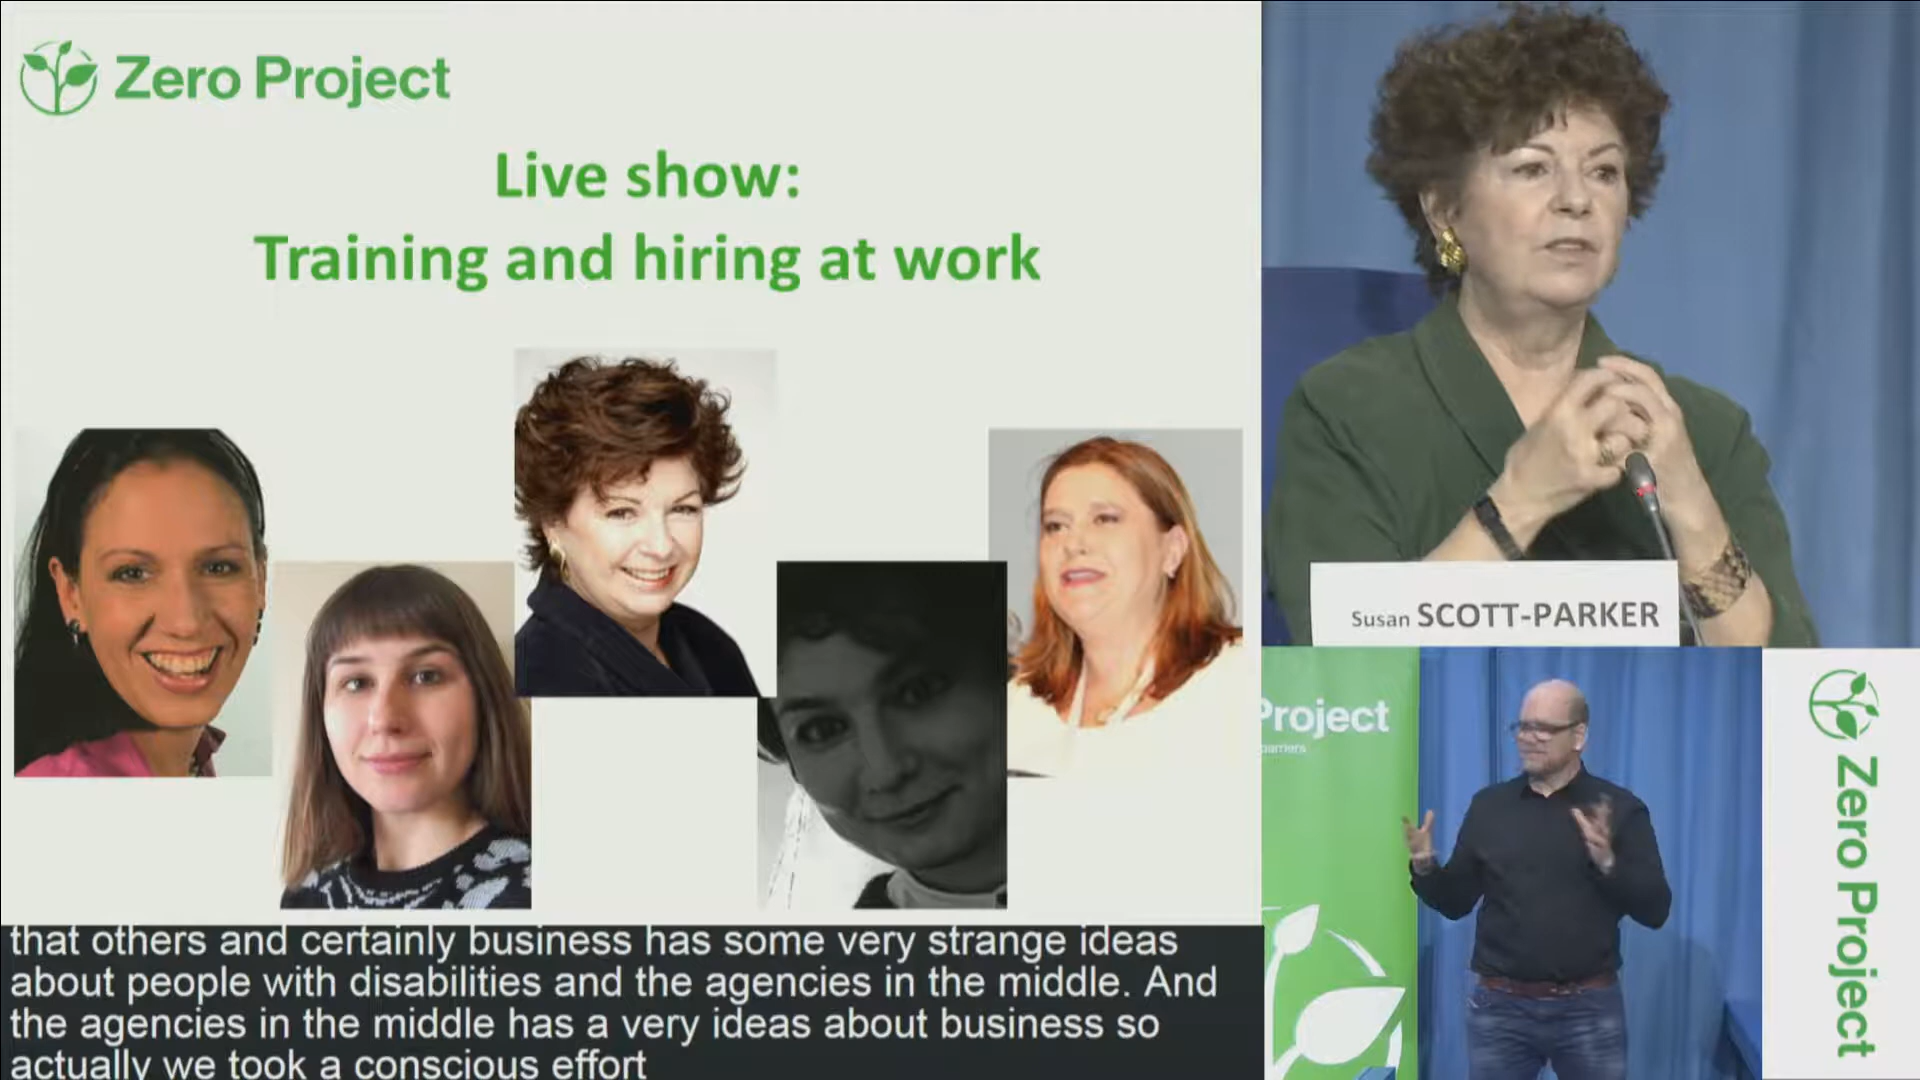 Zero Project
Live show:
Training and hiring at work
Susan SCOTT-PARKER
Project
Zero Project
that others and certainly business has some very strange ideas
about people with disabilities and the agencies in the middle. And
the agencies in the middle has a very ideas about business so
actually we took a conscious effort